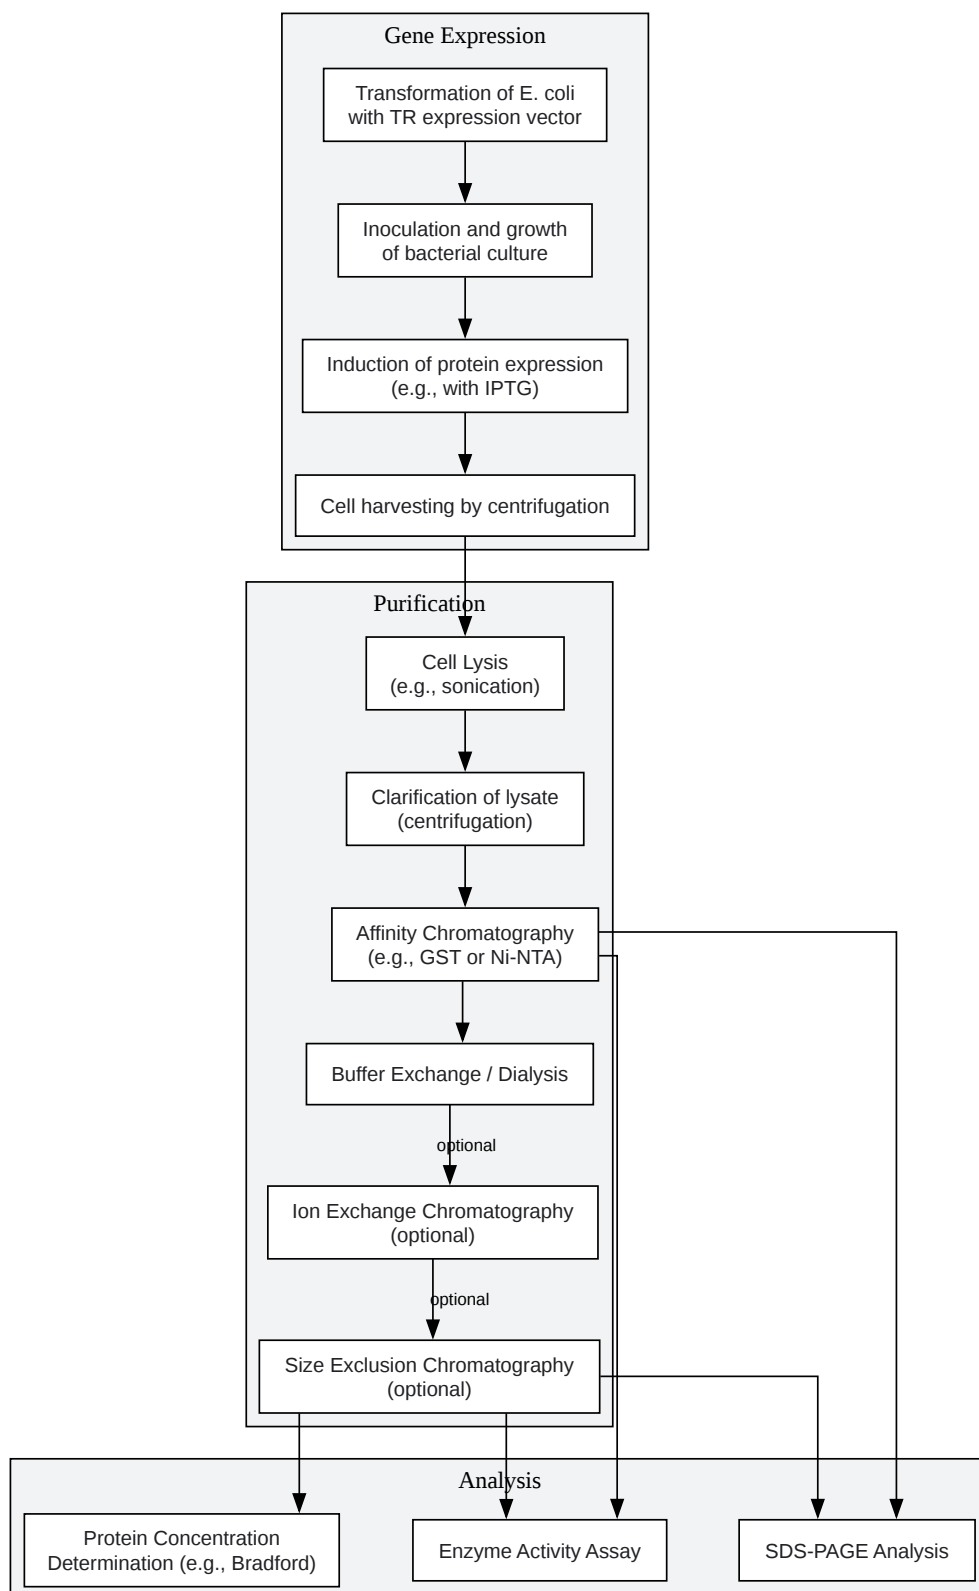 Gene Expression
Transformation of E. coli
with TR expression vector
Inoculation and growth
of bacterial culture
Induction of protein expression
(e.g., with IPTG)
Cell harvesting by centrifugation
Purification
Cell Lysis
(e.g., sonication)
Clarification of lysate
(centrifugation)
Affinity Chromatography
(e.g., GST or Ni-NTA)
Buffer Exchange / Dialysis
optional
Ion Exchange Chromatography
(optional)
optional
Size Exclusion Chromatography
(optional)
Analysis
Protein Concentration
Determination (e.g., Bradford)
Enzyme Activity Assay
SDS-PAGE Analysis